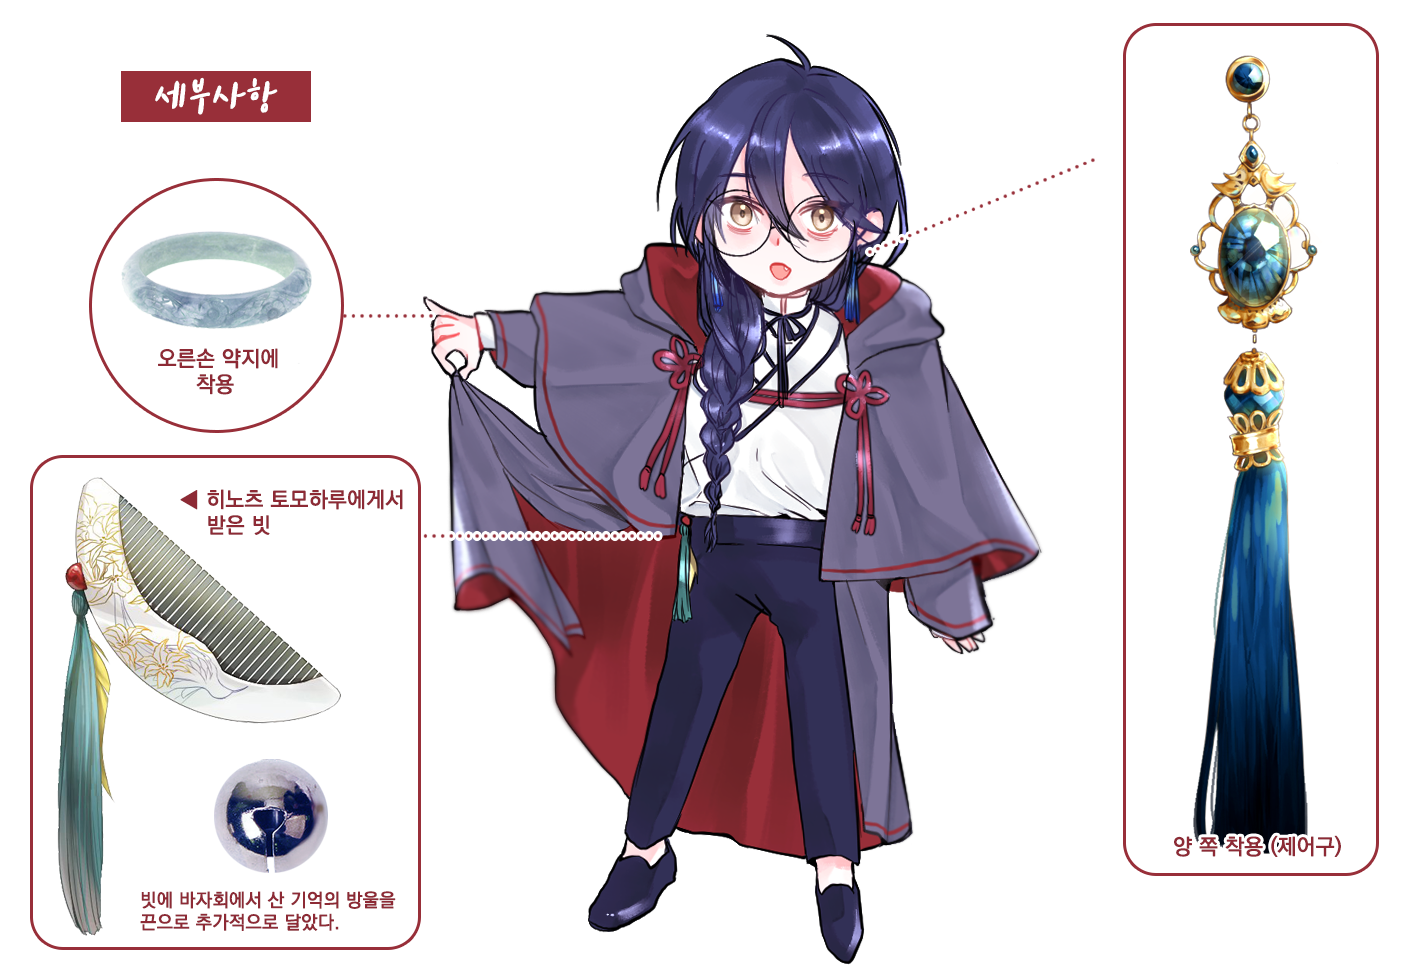 세부사항
오른손 약지에
착용
◀ 히노츠 토모하루에게서
받은 빗
빗에 바자회에서 산 기억의 방울을
끈으로 추가적으로 달았다.
양 쪽 착용 (제어구)